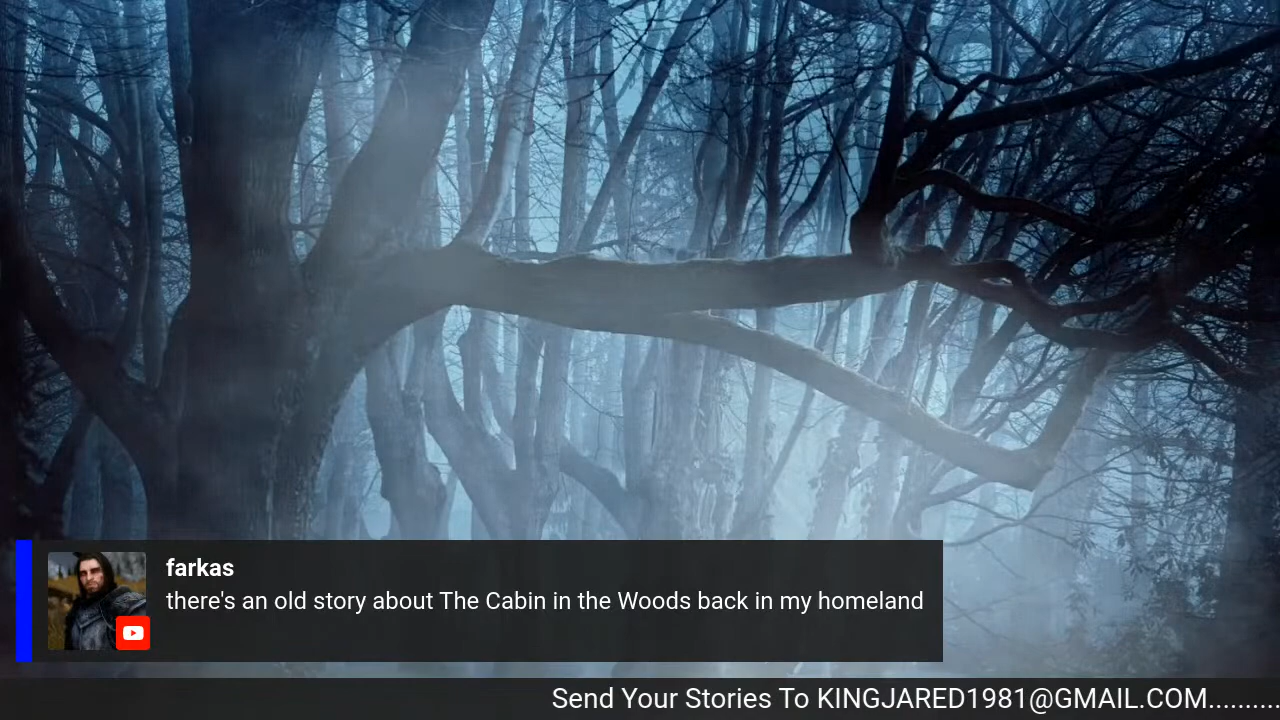 farkas
there's an old story about The Cabin in the Woods back in my homeland
Send Your Stories To KINGJARED1981@GMAIL.COM..........